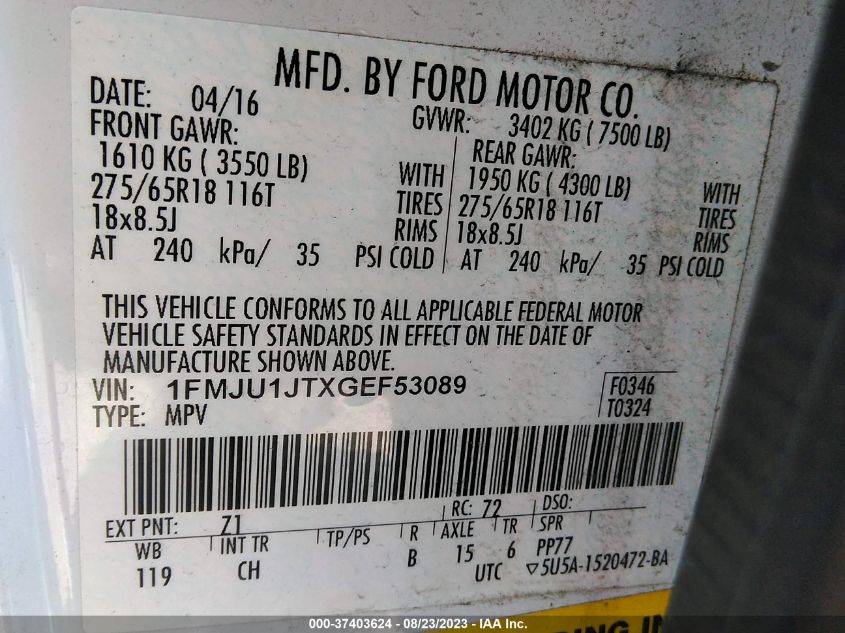 MFD. BY FORD MOTOR CO.
DATE: 04/16
GVWR: 3402 KG ( 7500 LB)
FRONT GAWR:
REAR GAWR:
1610 KG ( 3550 LB) WITH
1950 KG ( 4300 LB) WITH
275/65R18 116T TIRES
275/65R18 116T TIRES
18x8.5J RIMS
18x8.5J RIMS
AT 240 kPa/ 35 PSI COLD
AT 240 kPa/ 35 PSI COLD
THIS VEHICLE CONFORMS TO ALL APPLICABLE FEDERAL MOTOR
VEHICLE SAFETY STANDARDS IN EFFECT ON THE DATE OF
MANUFACTURE SHOWN ABOVE.
VIN: 1FMJU1JTXGEF53089
F0346
TYPE: MPV
T0324
EXT PNT: Z1 RC: 72 DSO:
WB INT TR TP/PS R AXLE TR SPR
119 CH B 15 6 PP77
UTC ▽5U5A-1520472-BA
000-37403624 - 08/23/2023 - IAA Inc.